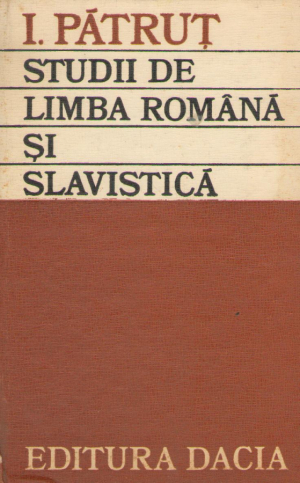 I. PĂTRUȚ
STUDII DE
LIMBA ROMÂNĂ
ȘI
SLAVISTICĂ
EDITURA DACIA